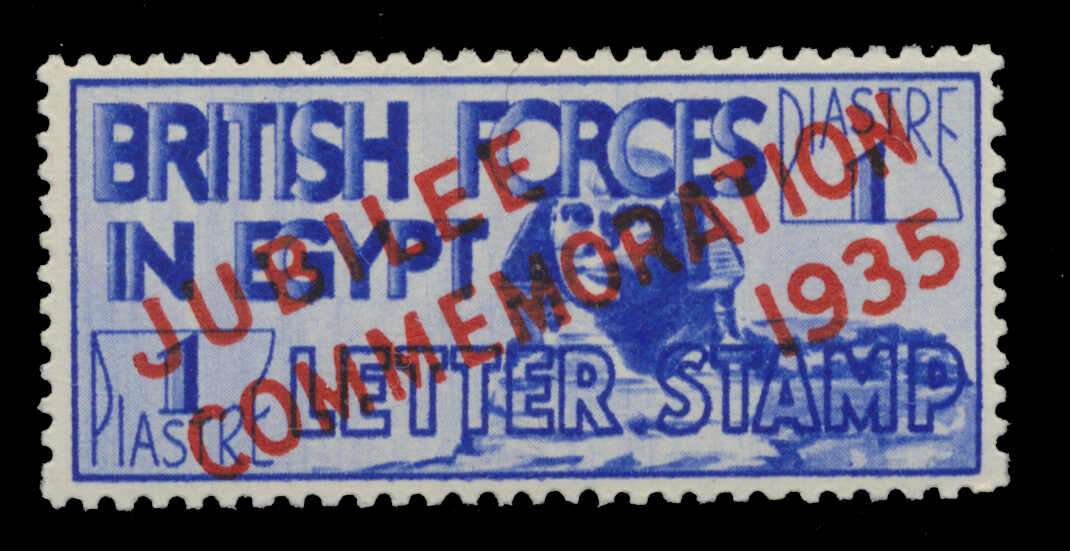 BRITISH FORCES
IN EGYPT
PIASTRE
1
1
PIASTRE
LETTER STAMP
JUBILEE
COMMEMORATION
1935